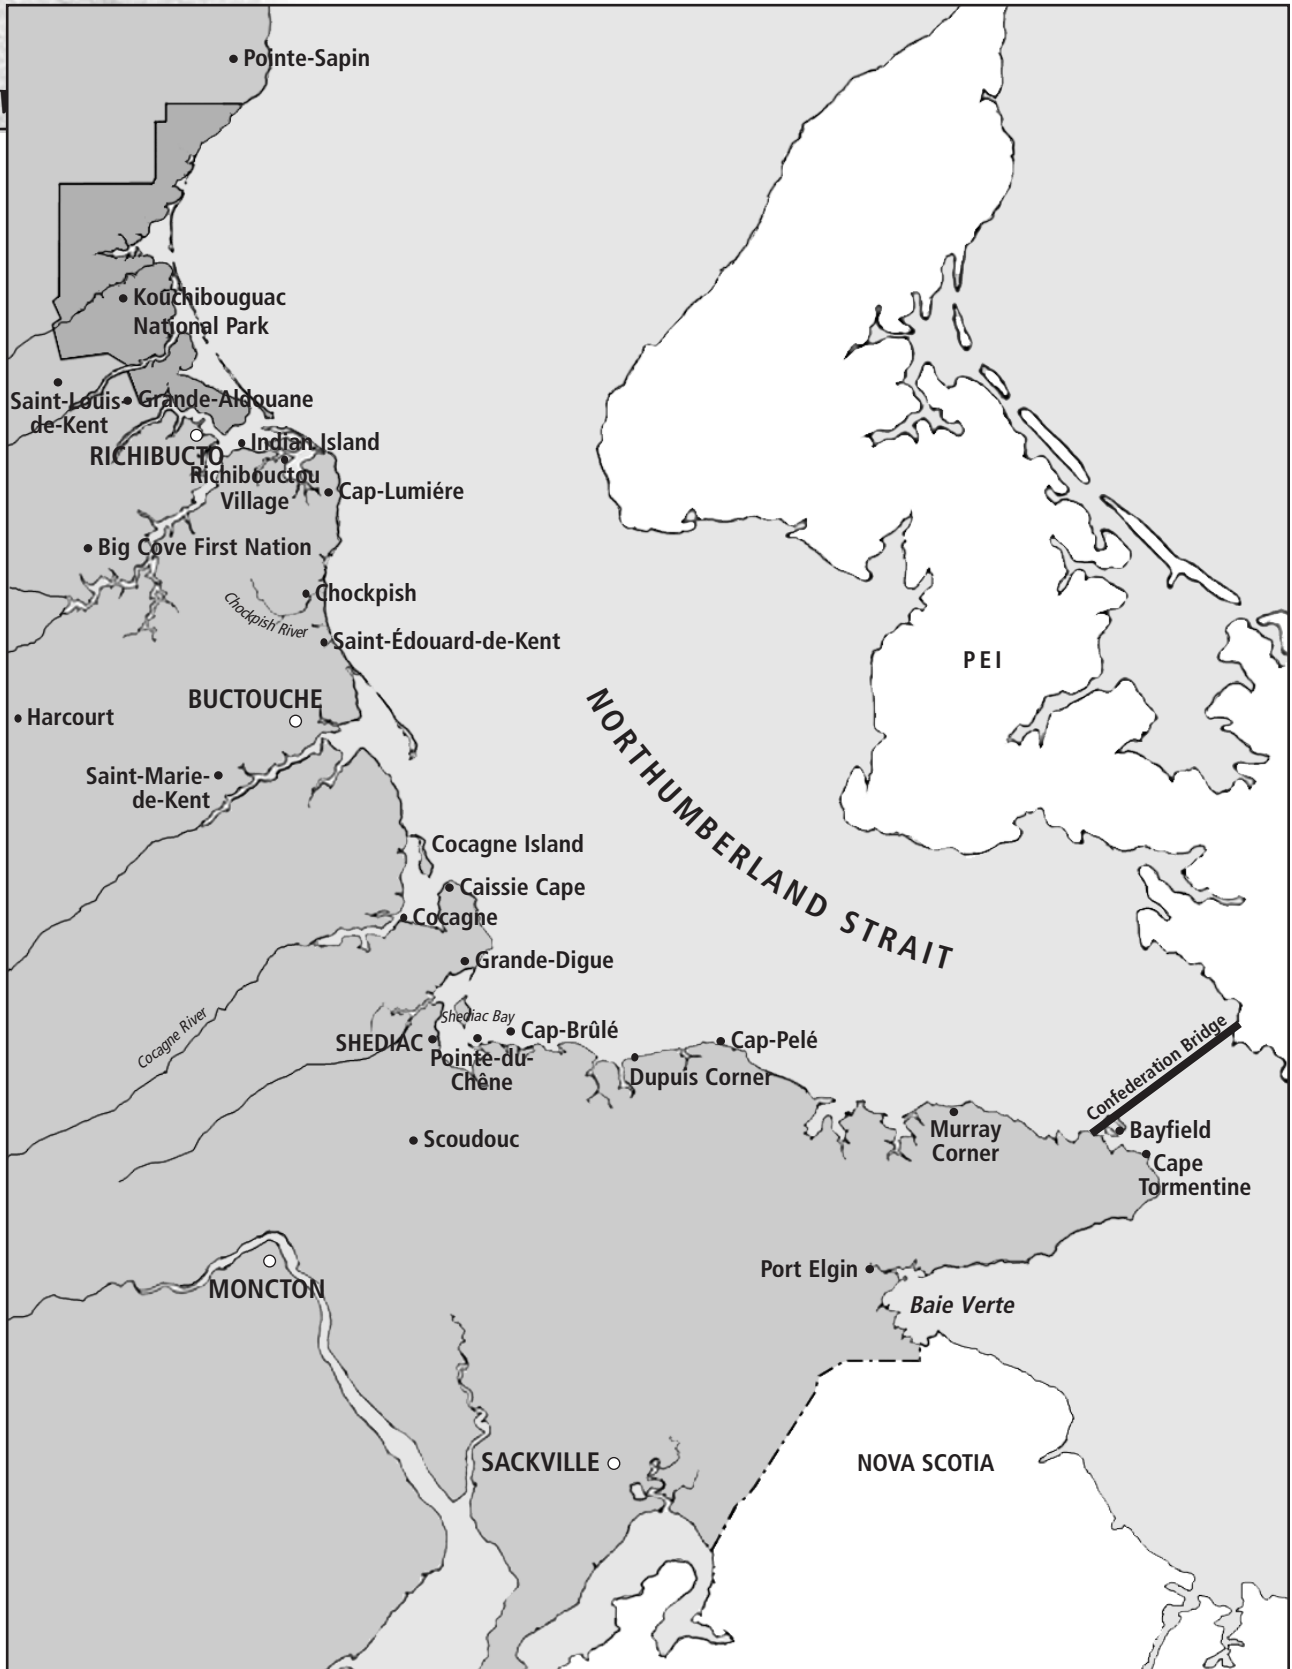 Pointe-Sapin
Kouchibouguac
National Park
Saint-Louis-
de-Kent
Grande-Aldouane
RICHIBUCTO
Indian Island
Richibouctou
Village
Cap-Lumiére
Big Cove First Nation
Chockpish
Chockpish River
Saint-Édouard-de-Kent
PEI
BUCTOUCHE
Harcourt
NORTHUMBERLAND STRAIT
Saint-Marie-
de-Kent
Cocagne Island
Caissie Cape
Cocagne
Grande-Digue
Cocagne River
Shediac Bay
SHEDIAC
Cap-Brûlé
Pointe-du-
Chêne
Cap-Pelé
Dupuis Corner
Confederation Bridge
Scoudouc
Murray
Corner
Bayfield
Cape
Tormentine
Port Elgin
MONCTON
Baie Verte
SACKVILLE
NOVA SCOTIA